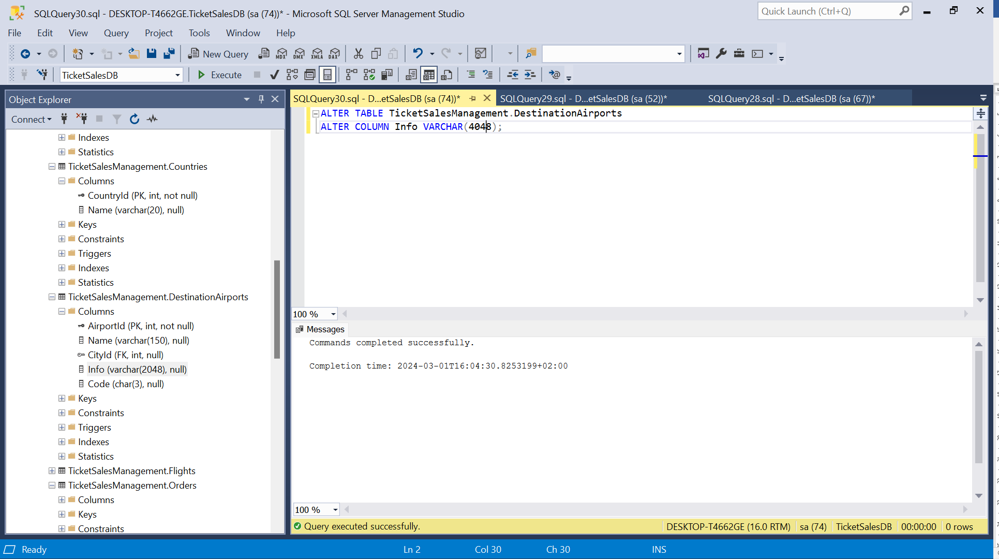 SQLQuery30.sql - DESKTOP-T4662GE.TicketSalesDB (sa (74))* - Microsoft SQL Server Management Studio
Quick Launch (Ctrl+Q)
File Edit View Query Project Tools Window Help
New Query MDX DMX XMLA DAX
TicketSalesDB Execute
Object Explorer
Connect
Indexes
Statistics
TicketSalesManagement.Countries
Columns
CountryId (PK, int, not null)
Name (varchar(20), null)
Keys
Constraints
Triggers
Indexes
Statistics
TicketSalesManagement.DestinationAirports
Columns
AirportId (PK, int, not null)
Name (varchar(150), null)
CityId (FK, int, null)
Info (varchar(2048), null)
Code (char(3), null)
Keys
Constraints
Triggers
Indexes
Statistics
TicketSalesManagement.Flights
TicketSalesManagement.Orders
Columns
Keys
Constraints
SQLQuery30.sql - D...etSalesDB (sa (74))* SQLQuery29.sql - D...etSalesDB (sa (52))* SQLQuery28.sql - D...etSalesDB (sa (67))*
ALTER TABLE TicketSalesManagement.DestinationAirports
ALTER COLUMN Info VARCHAR(4048);
100 %
Messages
Commands completed successfully.
Completion time: 2024-03-01T16:04:30.8253199+02:00
100 %
Query executed successfully. DESKTOP-T4662GE (16.0 RTM) sa (74) TicketSalesDB 00:00:00 0 rows
Ready Ln 2 Col 30 Ch 30 INS